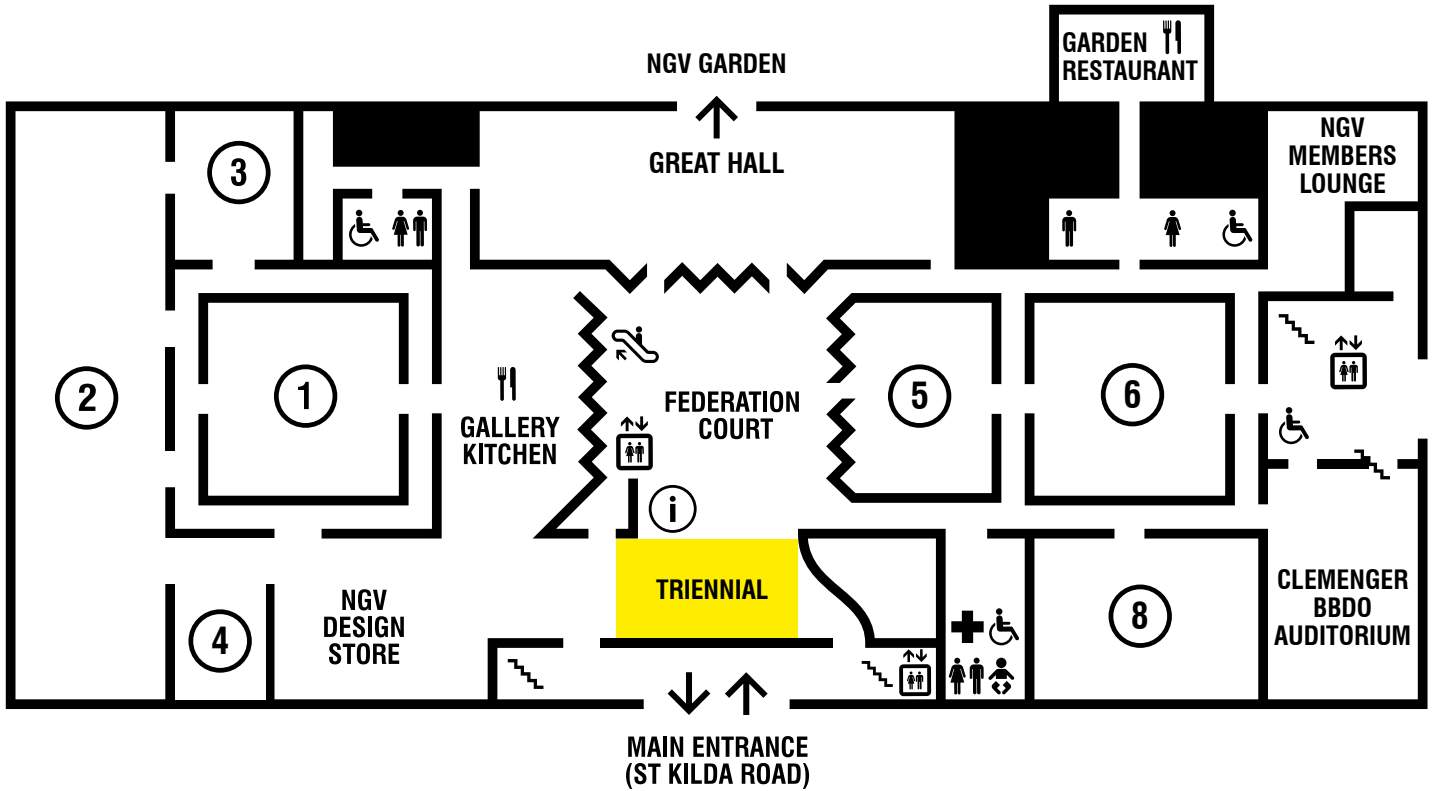 GARDEN
RESTAURANT
NGV GARDEN
NGV
MEMBERS
LOUNGE
GREAT HALL
3
2
1
GALLERY
KITCHEN
FEDERATION
COURT
5
6
i
TRIENNIAL
4
NGV
DESIGN
STORE
8
CLEMENGER
BBDO
AUDITORIUM
MAIN ENTRANCE
(ST KILDA ROAD)